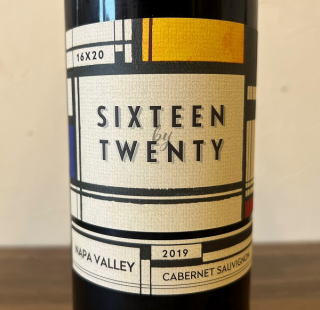 16X20
SIXTEEN
by
TWENTY
NAPA VALLEY
2019
CABERNET SAUVIGNON